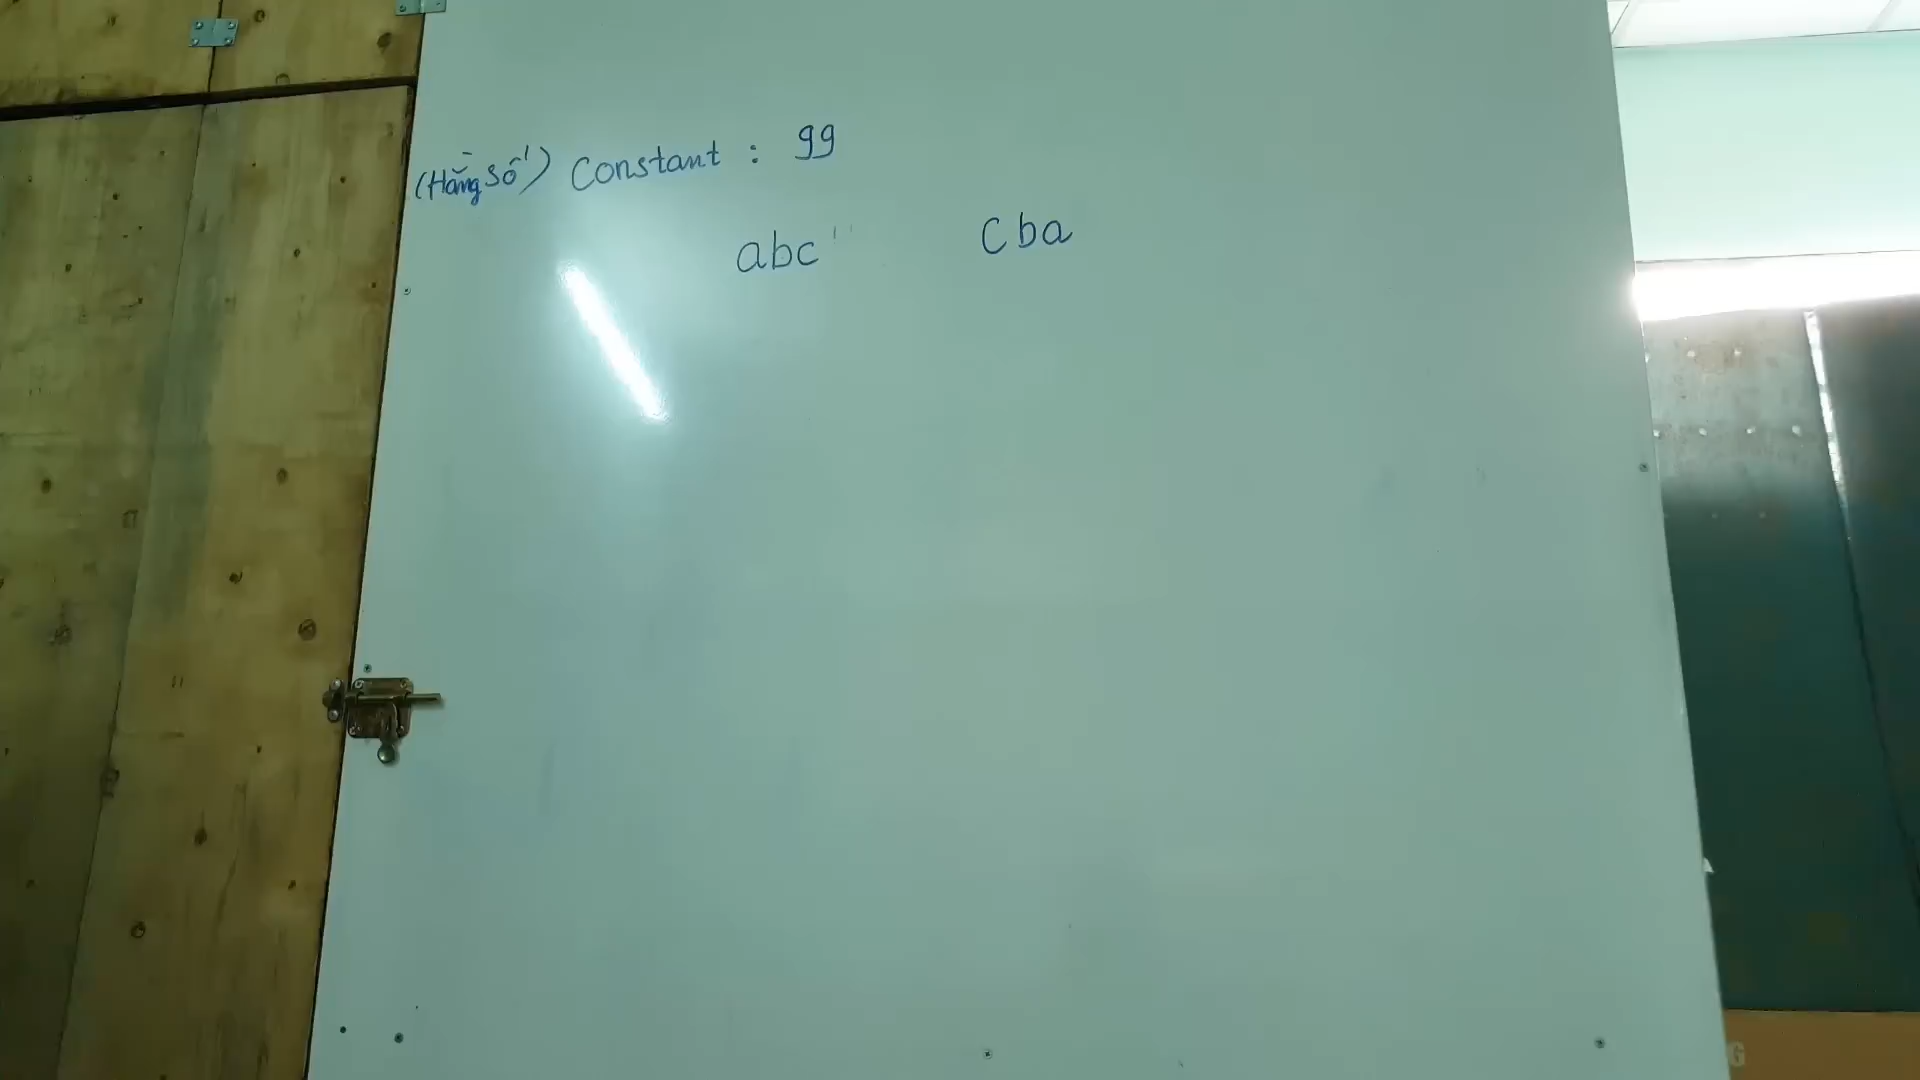 (Hằng số) Constant : 99
abc cba
G